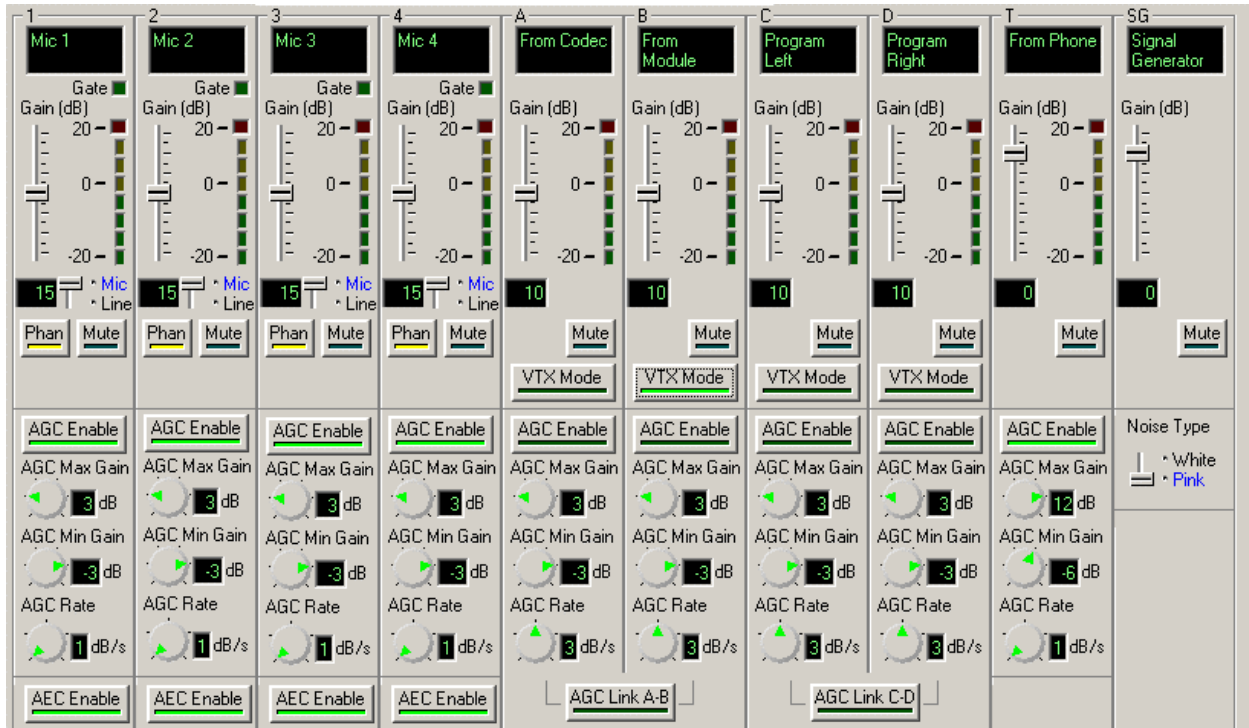 1 2 3 4 A B C D T SG
Mic 1 Mic 2 Mic 3 Mic 4 From Codec From Module Program Left Program Right From Phone Signal Generator
Gate Gate Gate Gate
Gain (dB) Gain (dB) Gain (dB) Gain (dB) Gain (dB) Gain (dB) Gain (dB) Gain (dB) Gain (dB) Gain (dB)
20 20 20 20 20 20 20 20 20
0 0 0 0 0 0 0 0 0
-20 -20 -20 -20 -20 -20 -20 -20 -20
Mic Mic Mic Mic
15 15 15 15 10 10 10 10 0 0
Line Line Line Line
Phan Mute Phan Mute Phan Mute Phan Mute Mute Mute Mute Mute Mute Mute
VTX Mode VTX Mode VTX Mode VTX Mode
AGC Enable AGC Enable AGC Enable AGC Enable AGC Enable AGC Enable AGC Enable AGC Enable AGC Enable Noise Type
AGC Max Gain AGC Max Gain AGC Max Gain AGC Max Gain AGC Max Gain AGC Max Gain AGC Max Gain AGC Max Gain AGC Max Gain White
Pink
3 dB 3 dB 3 dB 3 dB 3 dB 3 dB 3 dB 3 dB 12 dB
AGC Min Gain AGC Min Gain AGC Min Gain AGC Min Gain AGC Min Gain AGC Min Gain AGC Min Gain AGC Min Gain AGC Min Gain
-3 dB -3 dB -3 dB -3 dB -3 dB -3 dB -3 dB -3 dB -6 dB
AGC Rate AGC Rate AGC Rate AGC Rate AGC Rate AGC Rate AGC Rate AGC Rate AGC Rate
1 dB/s 1 dB/s 1 dB/s 1 dB/s 3 dB/s 3 dB/s 3 dB/s 3 dB/s 1 dB/s
AEC Enable AEC Enable AEC Enable AEC Enable AGC Link A-B AGC Link C-D